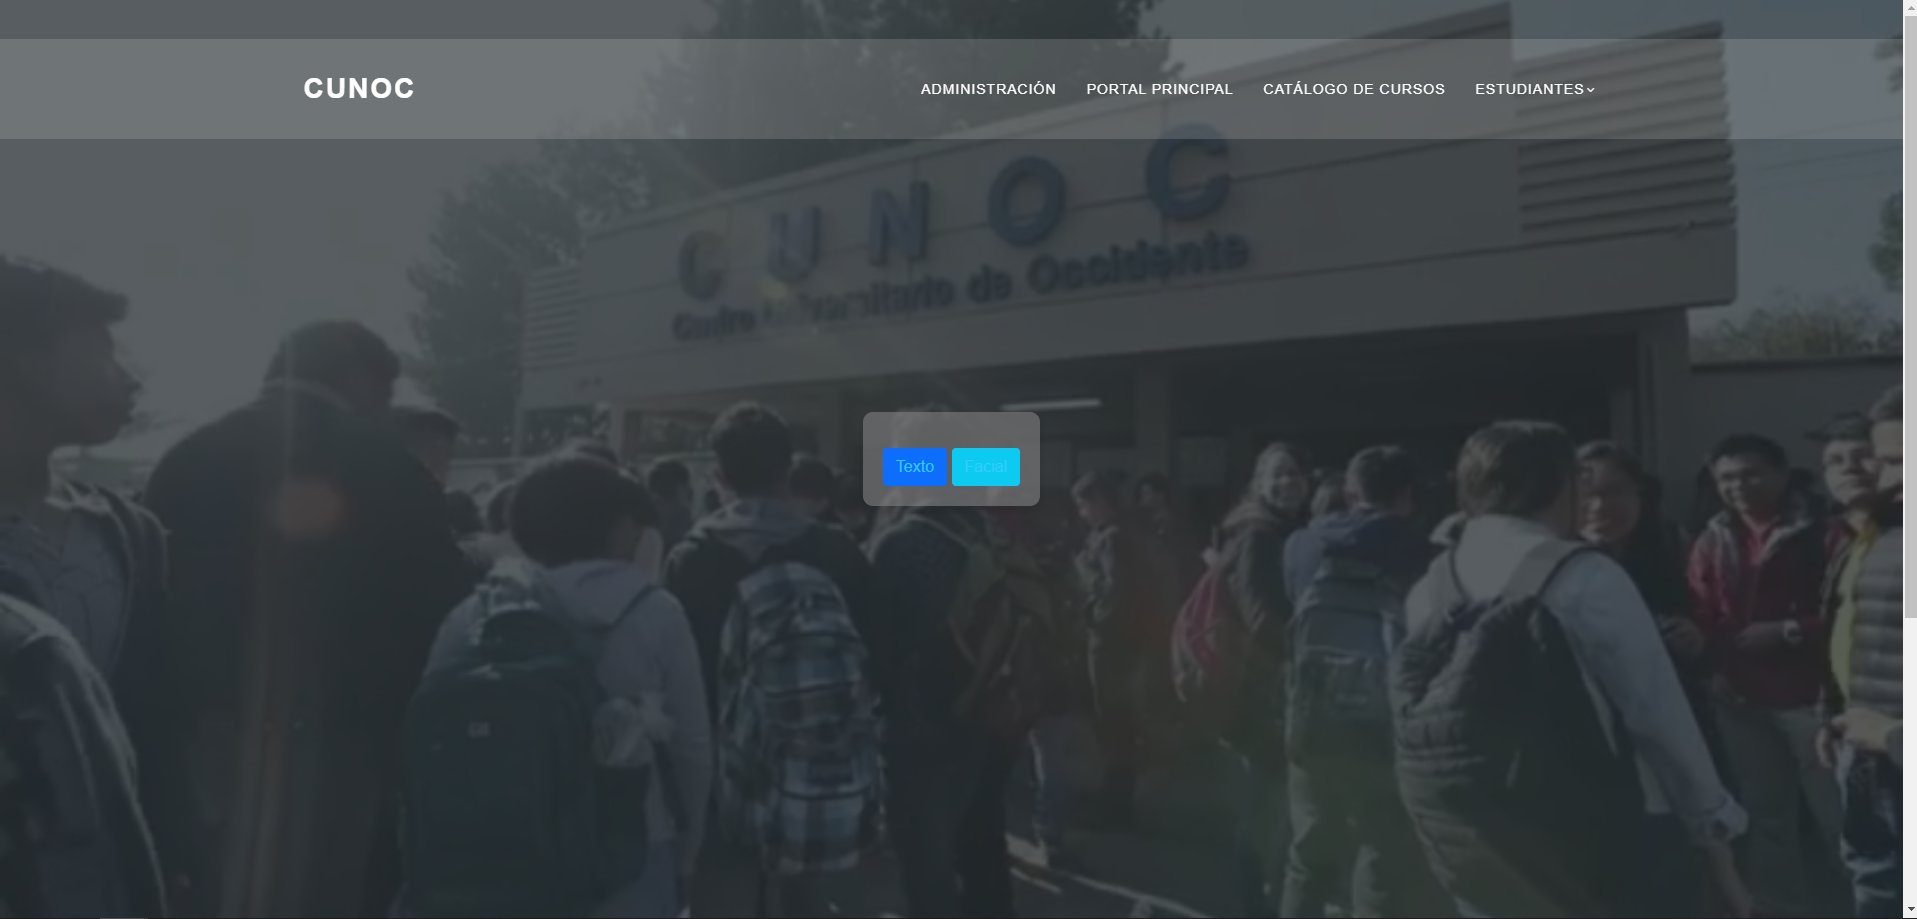 CUNOC
ADMINISTRACIÓN PORTAL PRINCIPAL CATÁLOGO DE CURSOS ESTUDIANTES
CUNOC
Centro Universitario de Occidente
Texto Facial